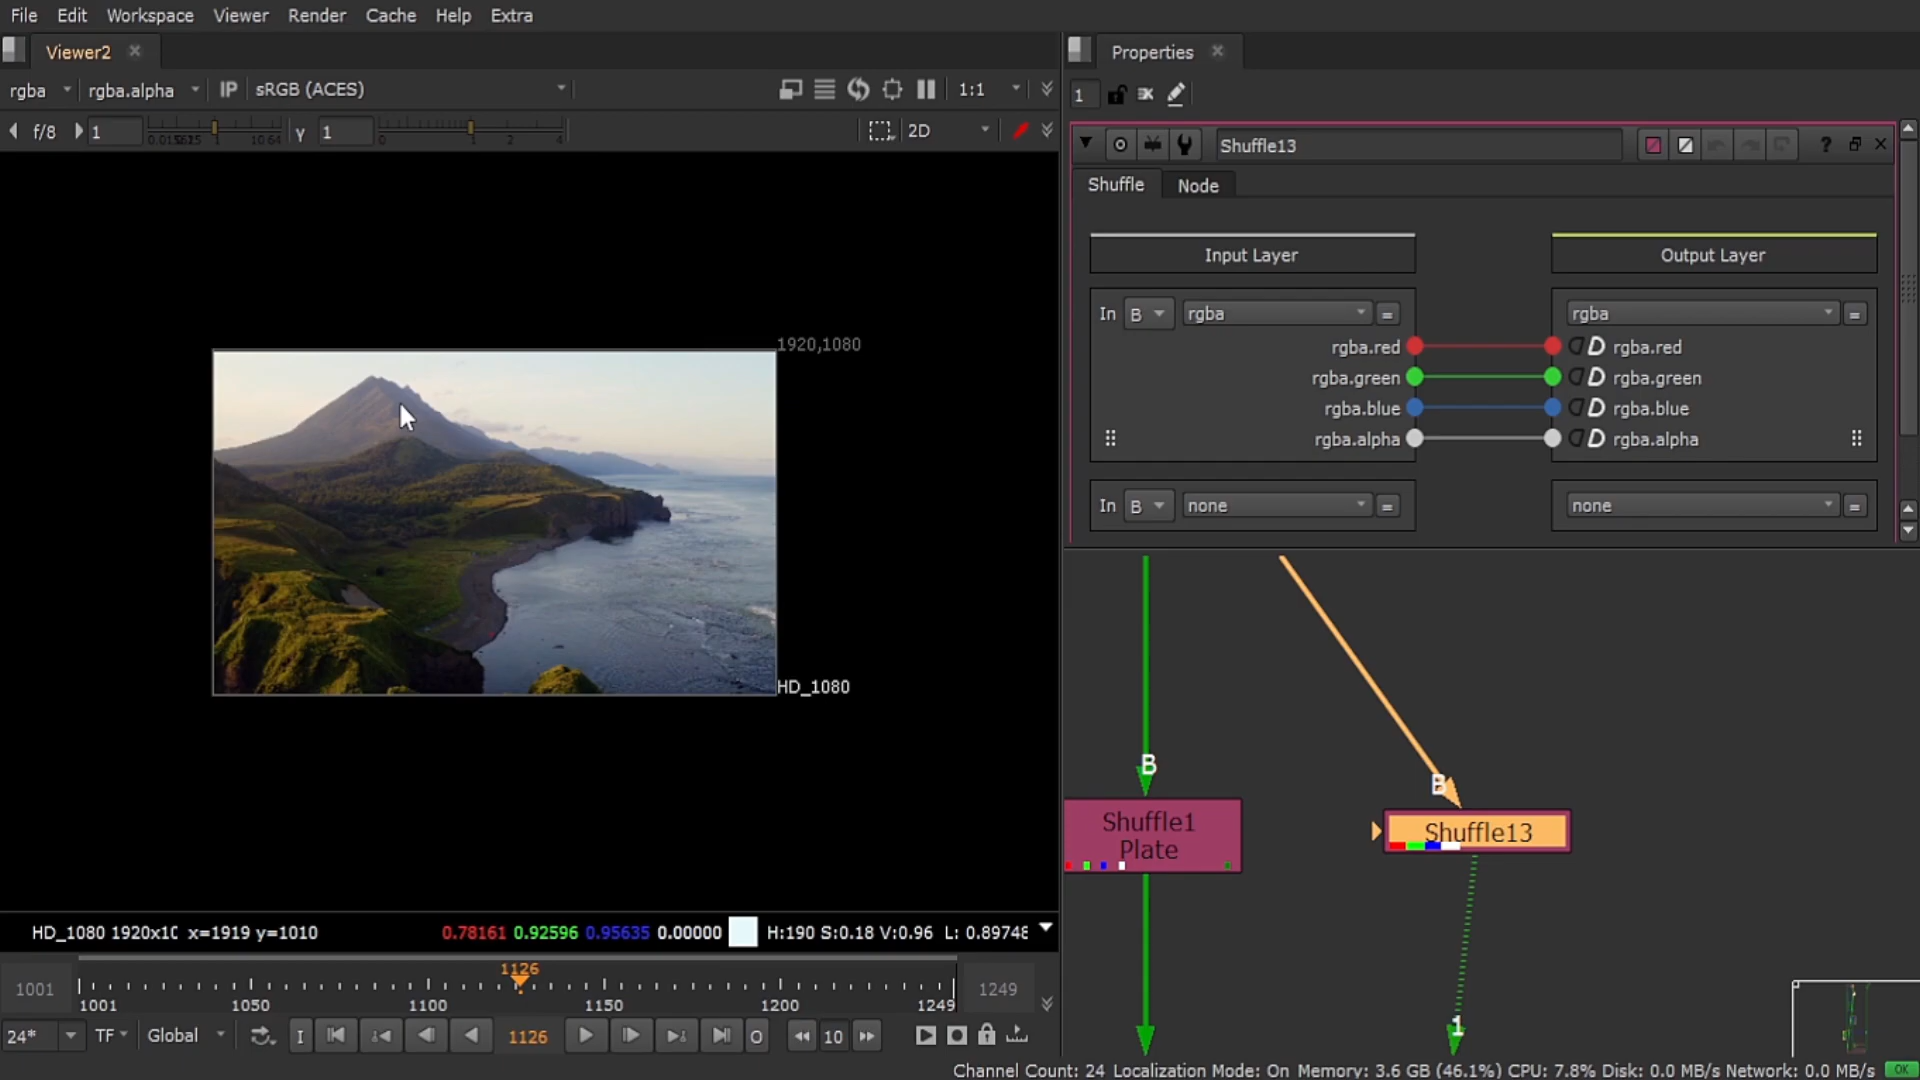 File Edit Workspace Viewer Render Cache Help Extra
Viewer2
Properties
rgba rgba.alpha IP sRGB (ACES) 1:1
1
f/8 1 γ 1 0 1 2 4 2D
Shuffle13
Shuffle Node
Input Layer Output Layer
In B rgba = rgba =
rgba.red rgba.red
rgba.green rgba.green
rgba.blue rgba.blue
rgba.alpha rgba.alpha
In B none = none =
1920,1080
HD_1080
B
B
Shuffle1
Plate
Shuffle13
1
HD_1080 1920x10 x=1919 y=1010 0.78161 0.92596 0.95635 0.00000 H:190 S:0.18 V:0.96 L: 0.89748
1126
1001 1249
1001 1050 1100 1150 1200 1249
24* TF Global I 1126 O 10
Channel Count: 24 Localization Mode: On Memory: 3.6 GB (46.1%) CPU: 7.8% Disk: 0.0 MB/s Network: 0.0 MB/s OK